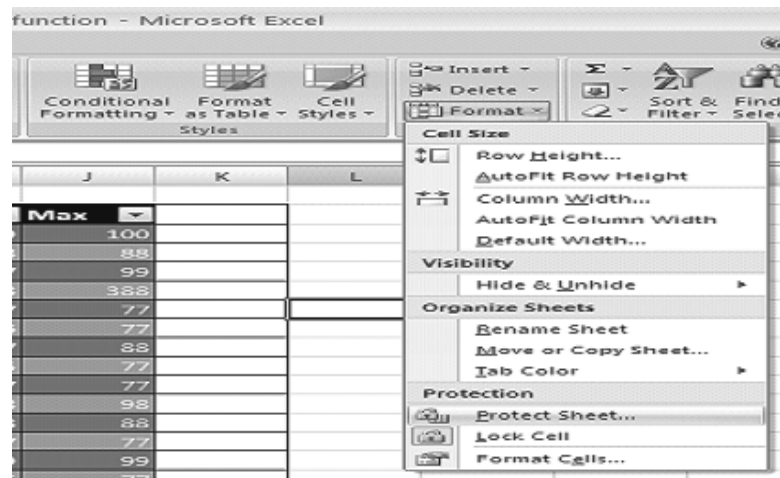 function - Microsoft Excel
Conditional Formatting
Format as Table
Cell Styles
Styles
Insert
Delete
Format
Σ
Sort & Filter
Find
Sele
Cell Size
Row Height...
AutoFit Row Height
Column Width...
AutoFit Column Width
Default Width...
Visibility
Hide & Unhide
Organize Sheets
Rename Sheet
Move or Copy Sheet...
Tab Color
Protection
Protect Sheet...
Lock Cell
Format Cells...
J K L
Max
100
88
99
388
77
77
88
77
77
98
88
77
99